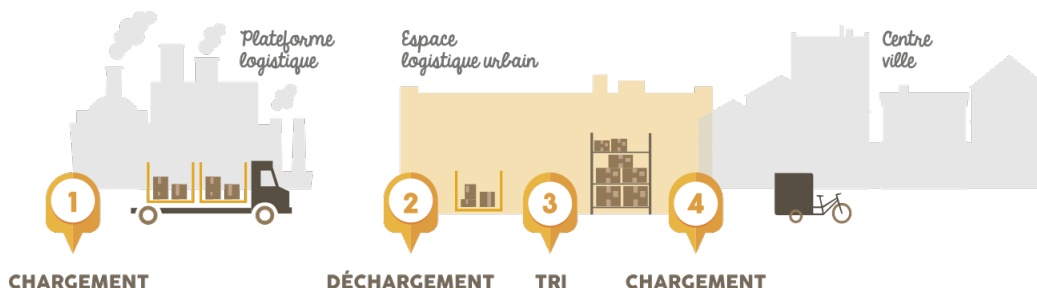 Plateforme
logistique
Espace
logistique urbain
Centre
ville
1
2
3
4
CHARGEMENT
DÉCHARGEMENT
TRI
CHARGEMENT